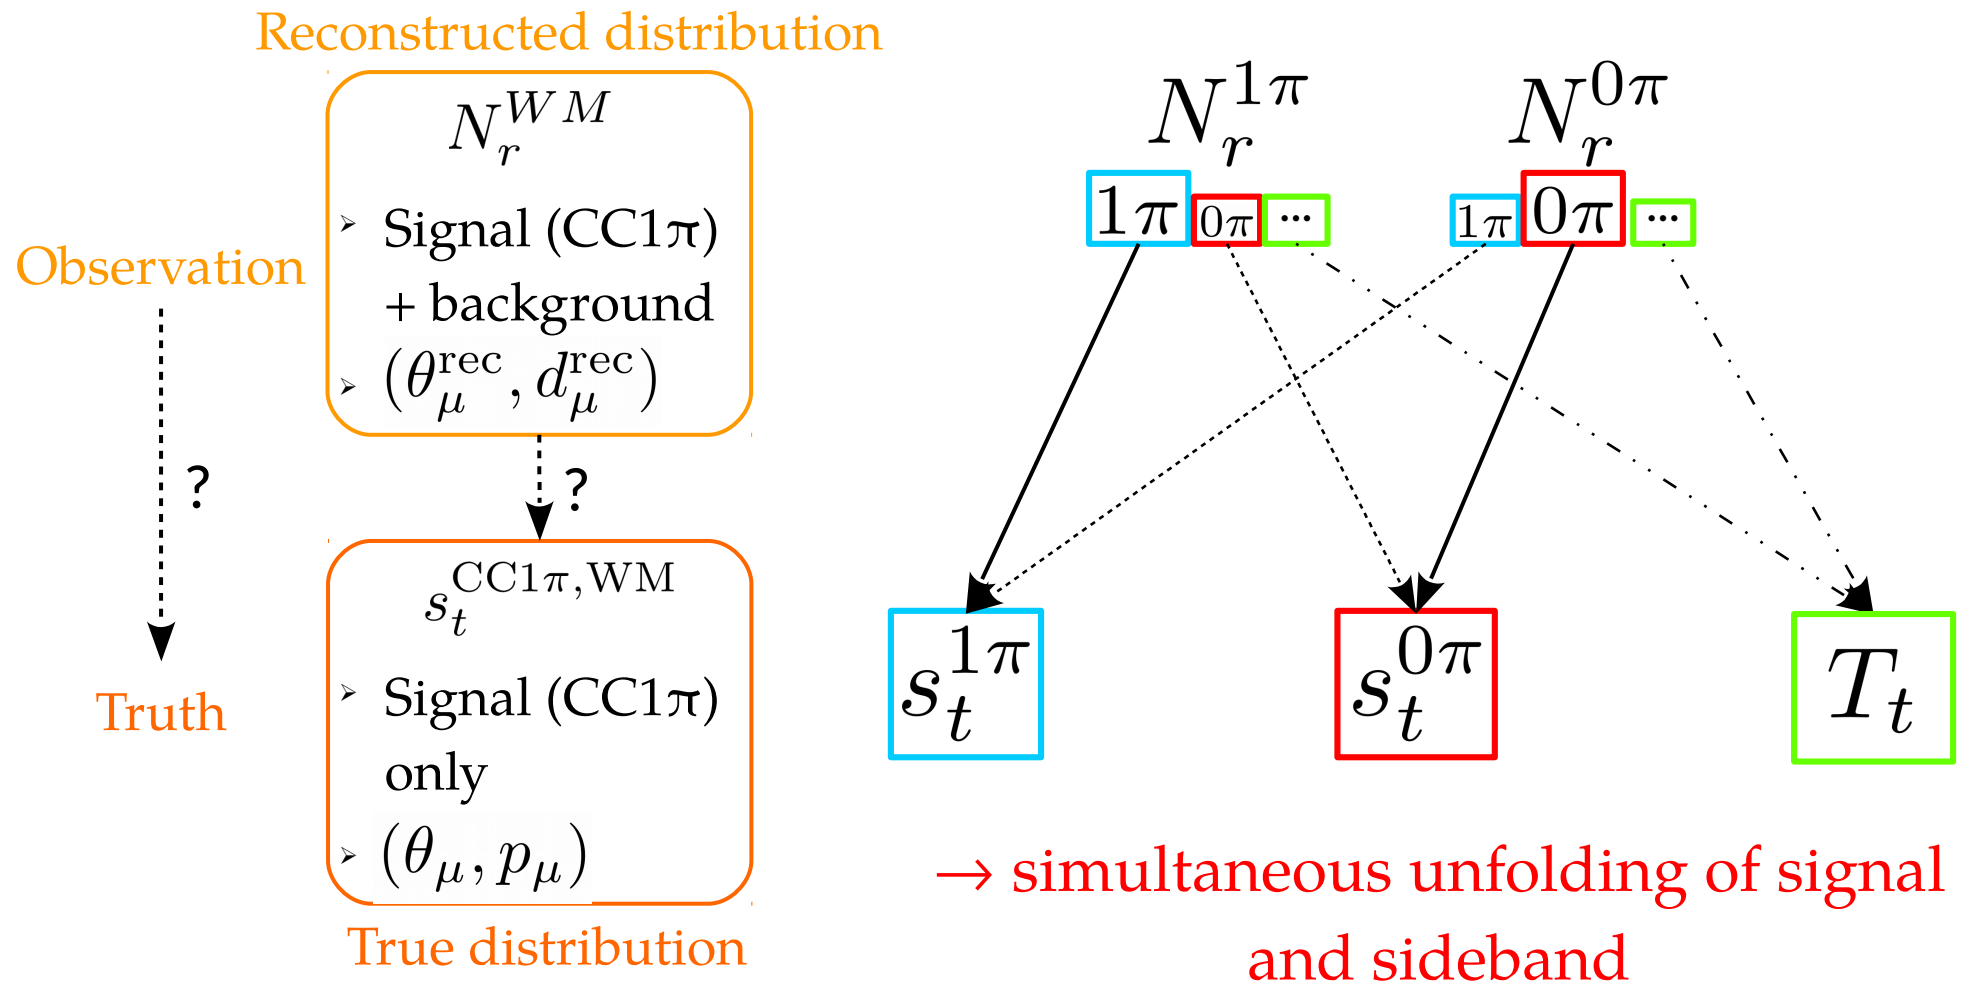 Reconstructed distribution
N_r^{WM}
➢ Signal (CC1π)
+ background
➢ (θ_μ^{rec}, d_μ^{rec})
Observation
?
?
s_t^{CC1π,WM}
➢ Signal (CC1π)
only
➢ (θ_μ, p_μ)
Truth
True distribution
N_r^{1π} N_r^{0π}
1π 0π ... 1π 0π ...
s_t^{1π} s_t^{0π} T_t
→ simultaneous unfolding of signal
and sideband